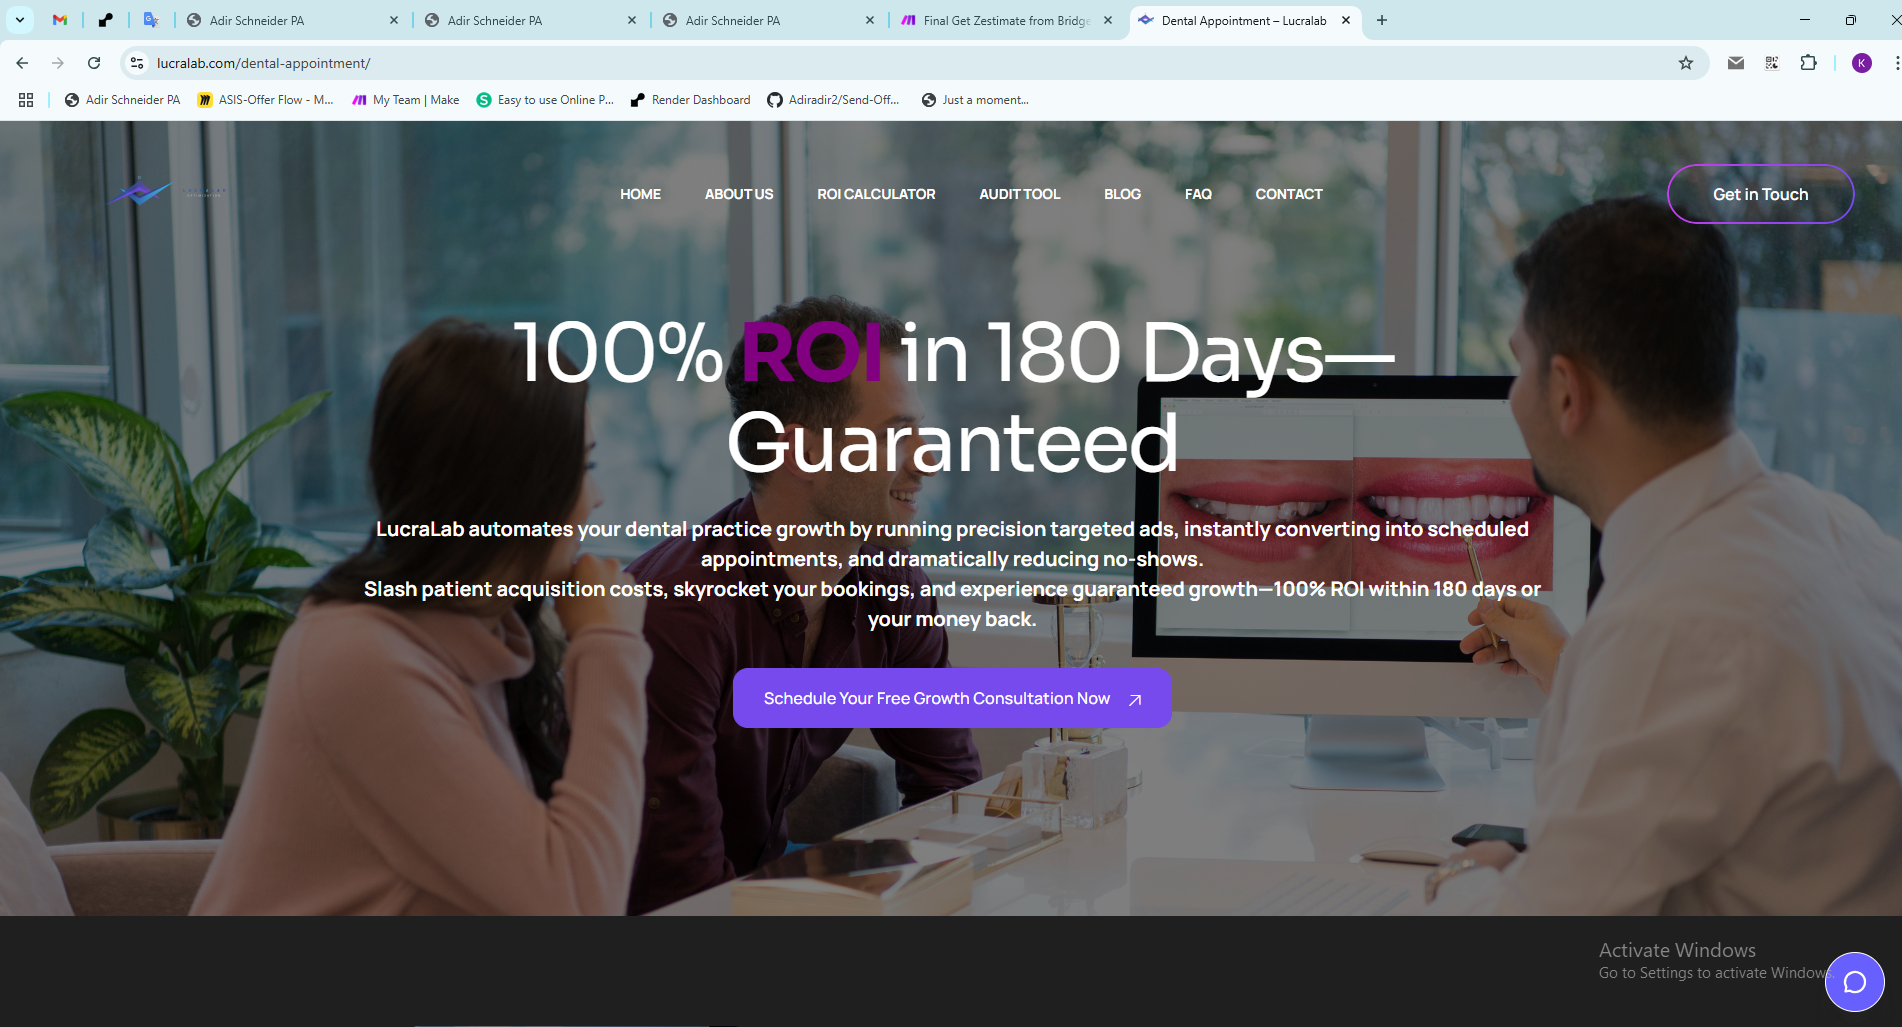 Adir Schneider PA
Adir Schneider PA
Adir Schneider PA
Final Get Zestimate from Bridge
Dental Appointment – Lucralab
lucralab.com/dental-appointment/
K
Adir Schneider PA
ASIS-Offer Flow - M...
My Team | Make
Easy to use Online P...
Render Dashboard
Adiradir2/Send-Off...
Just a moment...
HOME
ABOUT US
ROI CALCULATOR
AUDIT TOOL
BLOG
FAQ
CONTACT
Get in Touch
100% ROI in 180 Days—
Guaranteed
LucraLab automates your dental practice growth by running precision targeted ads, instantly converting into scheduled
appointments, and dramatically reducing no-shows.
Slash patient acquisition costs, skyrocket your bookings, and experience guaranteed growth—100% ROI within 180 days or
your money back.
Schedule Your Free Growth Consultation Now
Activate Windows
Go to Settings to activate Windows.